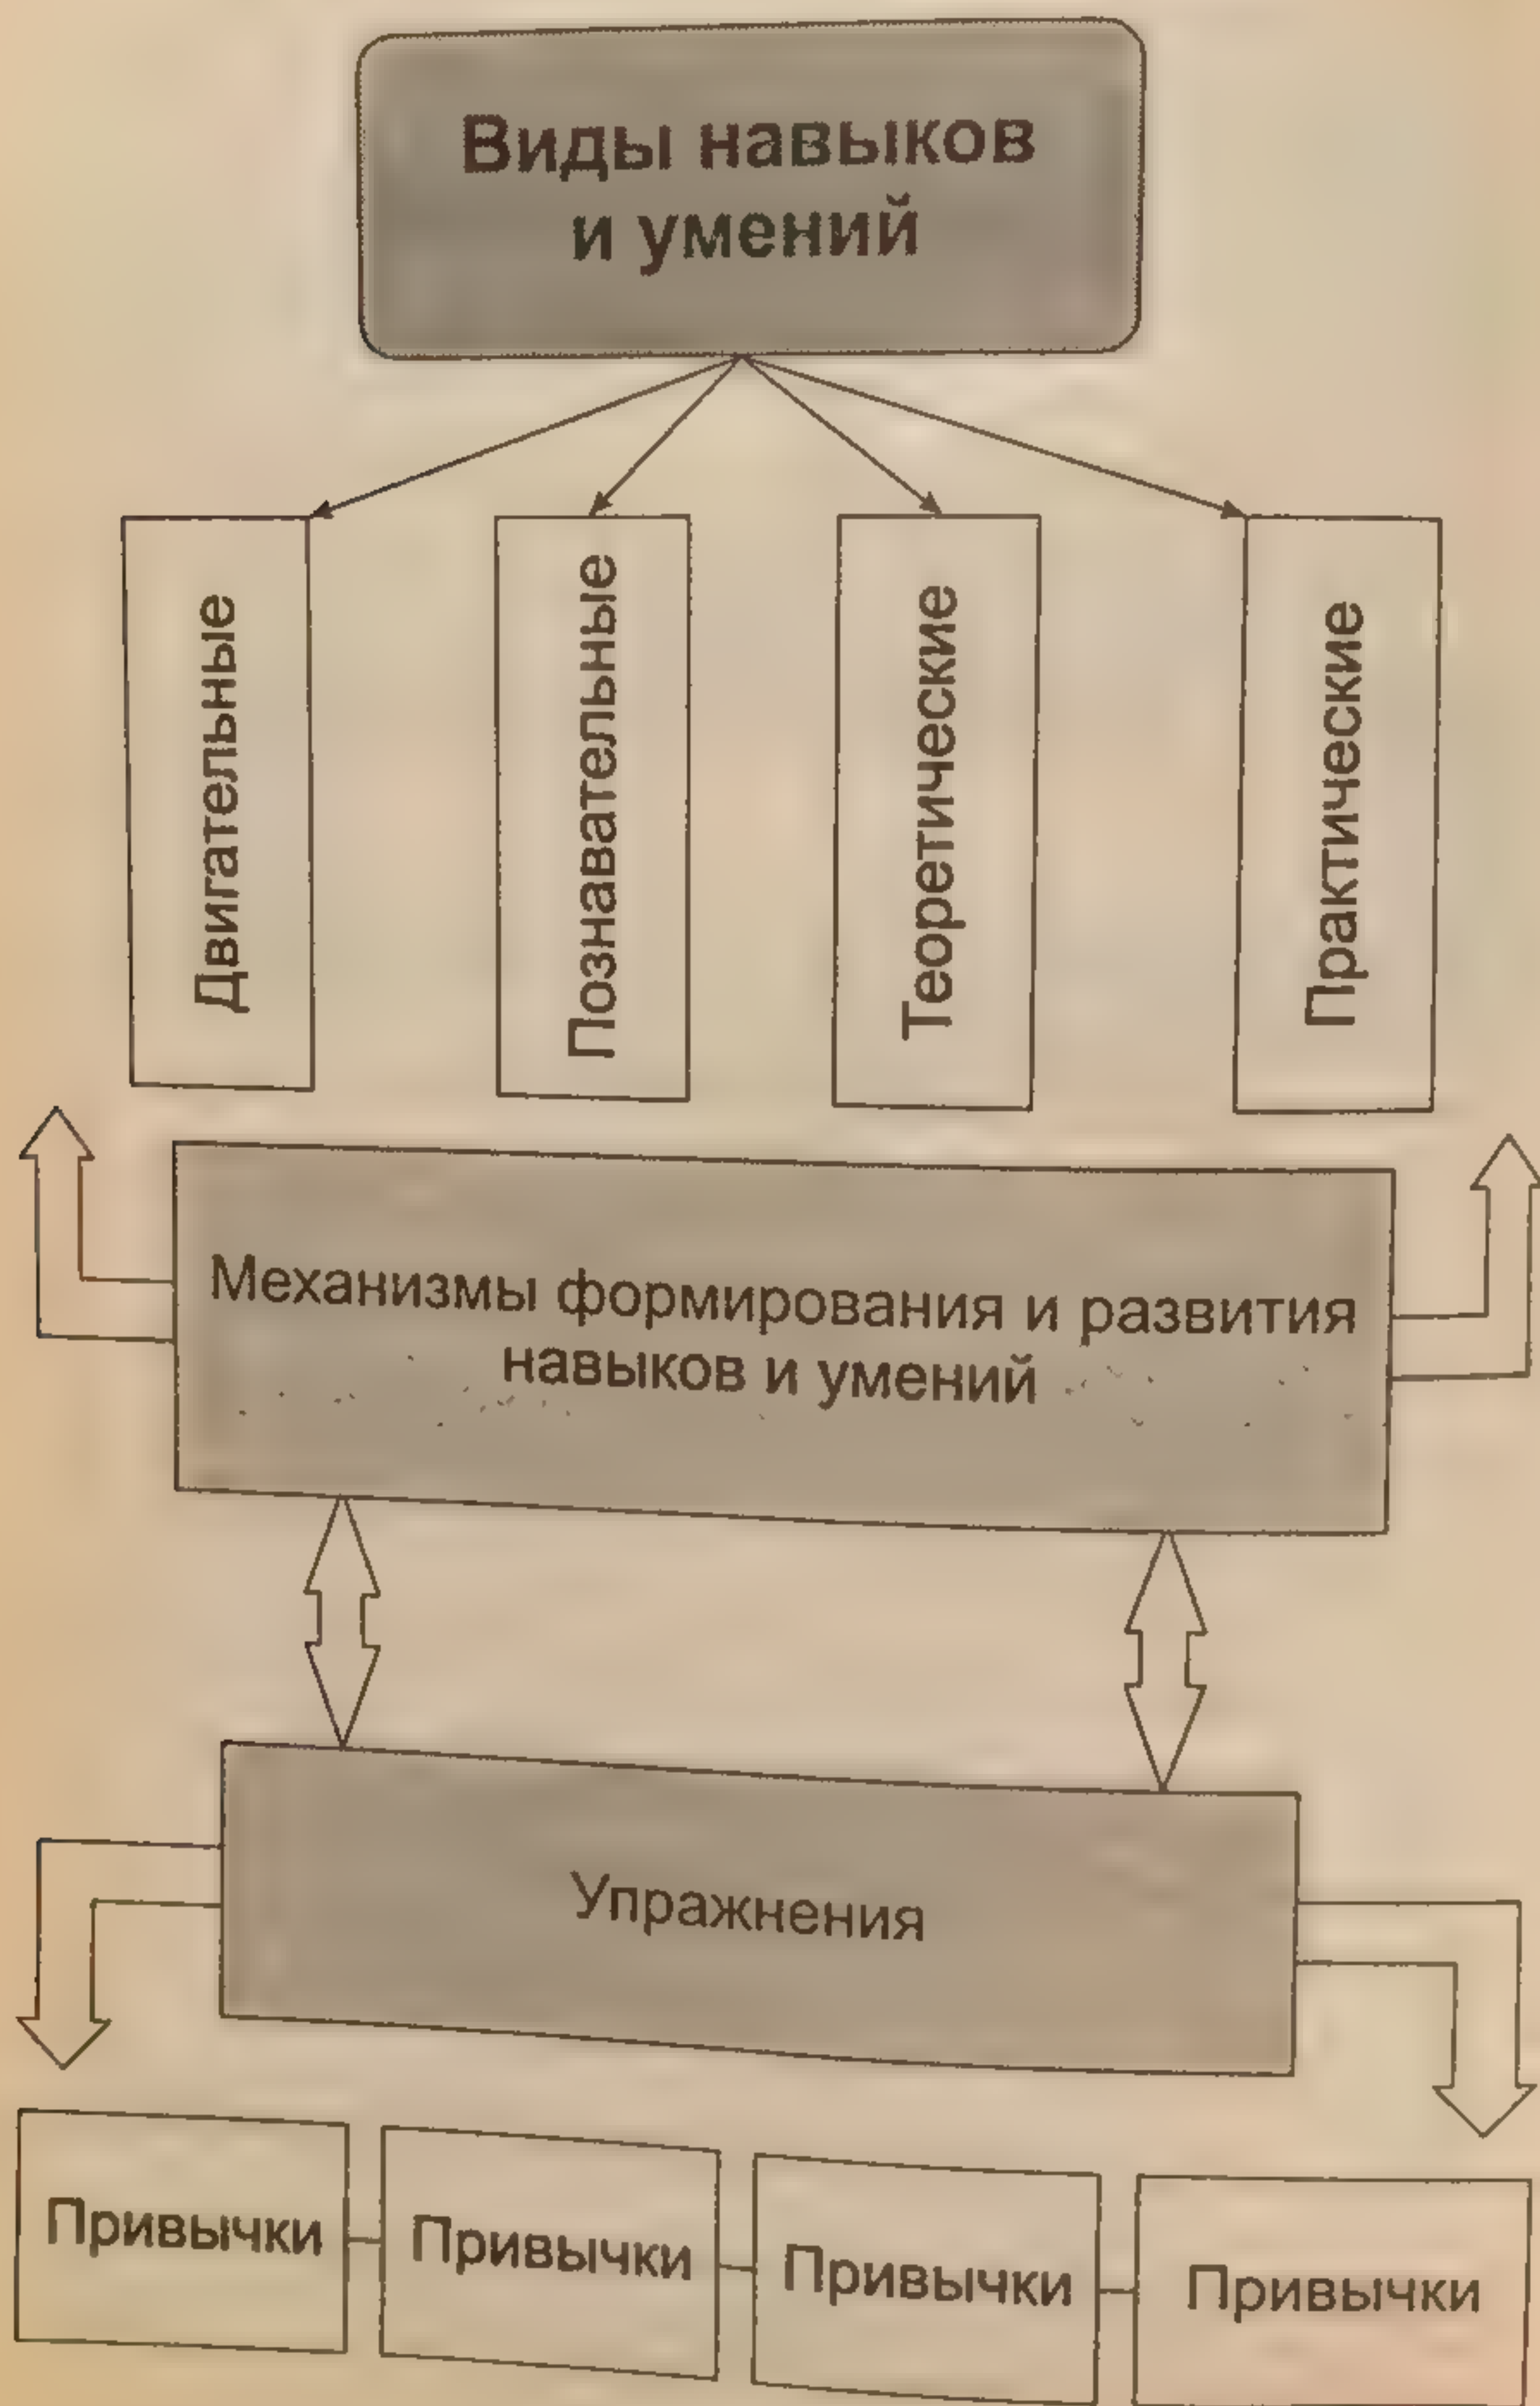 Виды навыков
и умений
Двигательные
Познавательные
Теоретические
Практические
Механизмы формирования и развития
навыков и умений
Упражнения
Привычки
Привычки
Привычки
Привычки